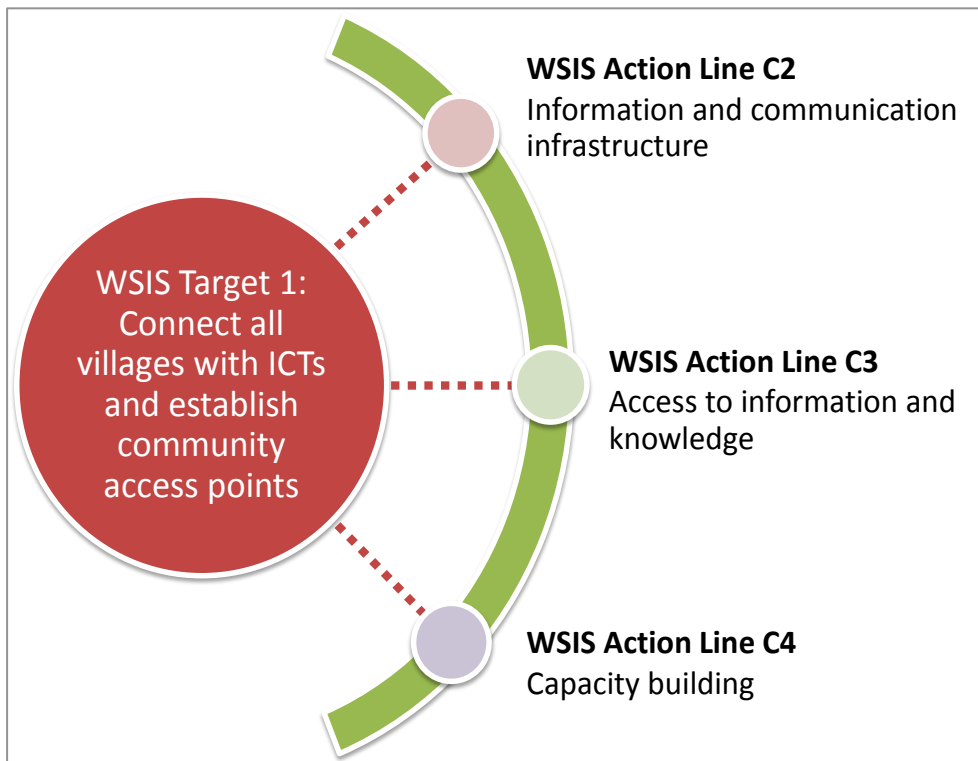 WSIS Target 1:
Connect all
villages with ICTs
and establish
community
access points
WSIS Action Line C2
Information and communication
infrastructure
WSIS Action Line C3
Access to information and
knowledge
WSIS Action Line C4
Capacity building